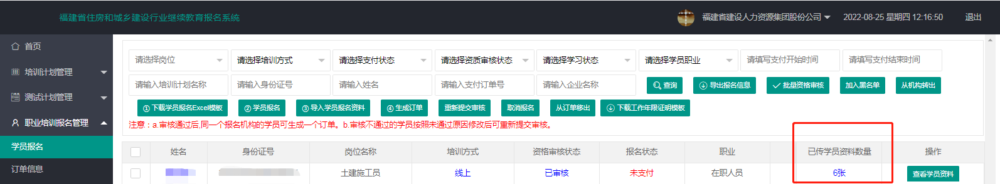 福建省住房和城乡建设行业继续教育报名系统 福建省建设人力资源集团股份公司 2022-08-25 星期四 12:16:50 退出
首页
培训计划管理
测试计划管理
职业培训报名管理
学员报名
订单信息
请选择岗位 请选择培训方式 请选择支付状态 请选择资质审核状态 请选择学习状态 请选择学员职业 请填写支付开始时间 请填写支付结束时间
请输入培训计划名称 请输入身份证号 请输入姓名 请输入支付订单号 请输入企业名称 查询 导出报名信息 批量资格审核 加入黑名单 从机构转出
① 下载学员报名Excel模板 ② 学员报名 ③ 导入学员报名资料 ④ 生成订单 重新提交审核 取消报名 从订单移出 下载工作年限证明模板
注意：a.审核通过后,同一个报名机构的学员可生成一个订单。b.审核不通过的学员按照未通过原因修改后可重新提交审核。
姓名 身份证号 岗位名称 培训方式 资格审核状态 报名状态 职业 已传学员资料数量 操作
土建施工员 线上 已审核 未支付 在职人员 6张 查看学员资料